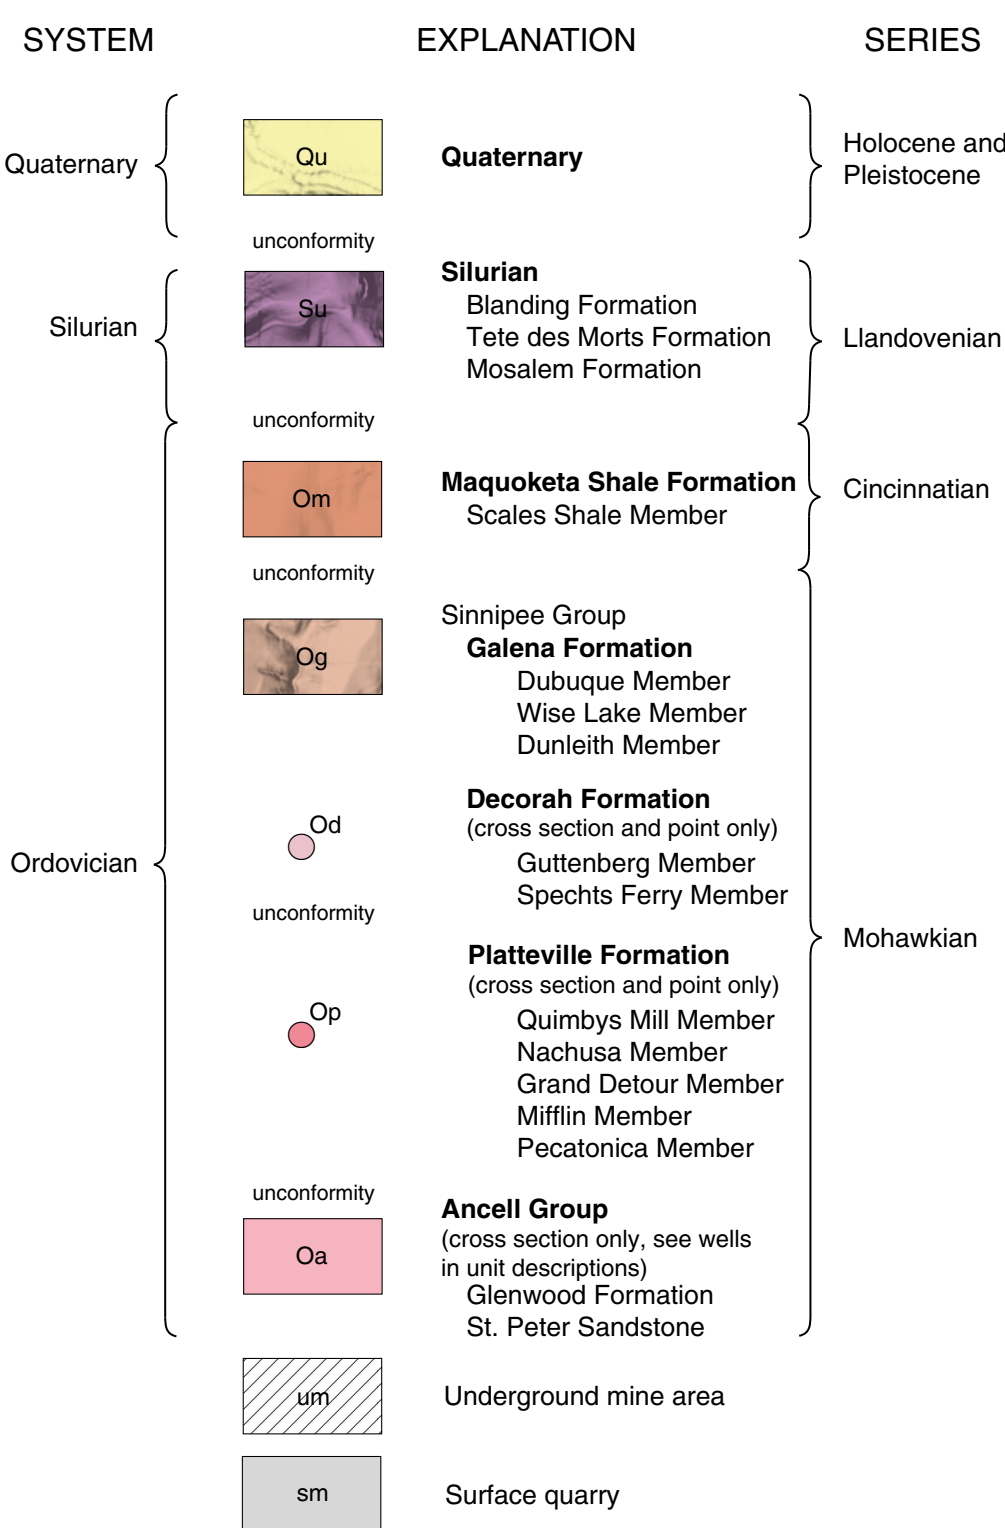 SYSTEM EXPLANATION SERIES
Quaternary
Qu
Quaternary
Holocene and
Pleistocene
unconformity
Silurian
Su
Silurian
Blanding Formation
Tete des Morts Formation
Mosalem Formation
Llandovenian
unconformity
Om
Maquoketa Shale Formation
Scales Shale Member
Cincinnatian
unconformity
Sinnipee Group
Og
Galena Formation
Dubuque Member
Wise Lake Member
Dunleith Member
Ordovician
Od
Decorah Formation
(cross section and point only)
Guttenberg Member
Spechts Ferry Member
unconformity
Mohawkian
Op
Platteville Formation
(cross section and point only)
Quimbys Mill Member
Nachusa Member
Grand Detour Member
Mifflin Member
Pecatonica Member
unconformity
Oa
Ancell Group
(cross section only, see wells
in unit descriptions)
Glenwood Formation
St. Peter Sandstone
um
Underground mine area
sm
Surface quarry